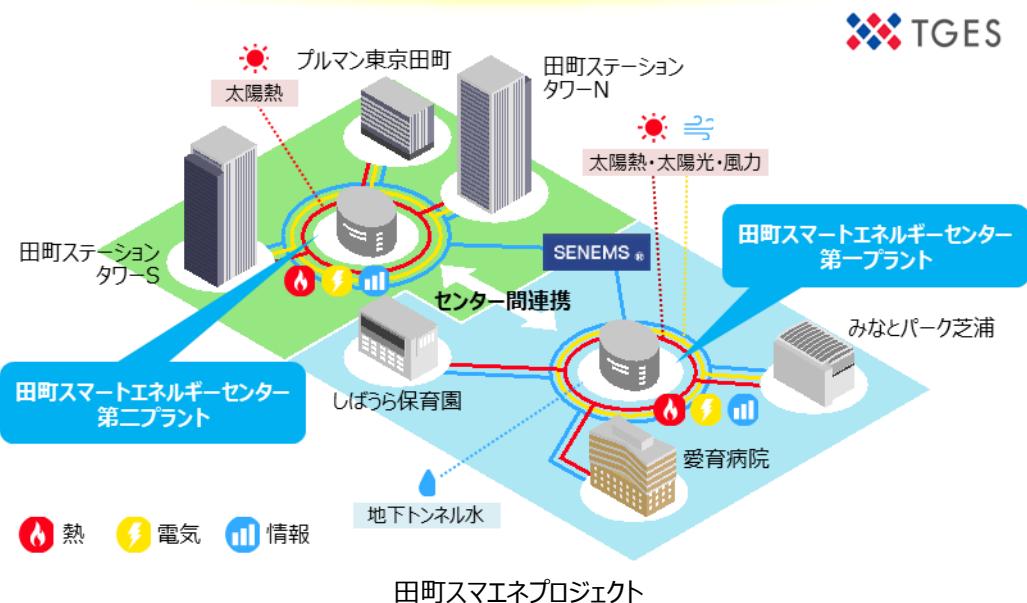 TGES
プルマン東京田町
太陽熱
田町ステーション
タワーN
太陽熱・太陽光・風力
田町スマートエネルギーセンター
第一プラント
田町ステーション
タワーS
SENEMS ®
センター間連携
みなとパーク芝浦
田町スマートエネルギーセンター
第二プラント
しばうら保育園
愛育病院
地下トンネル水
熱
電気
情報
田町スマエネプロジェクト